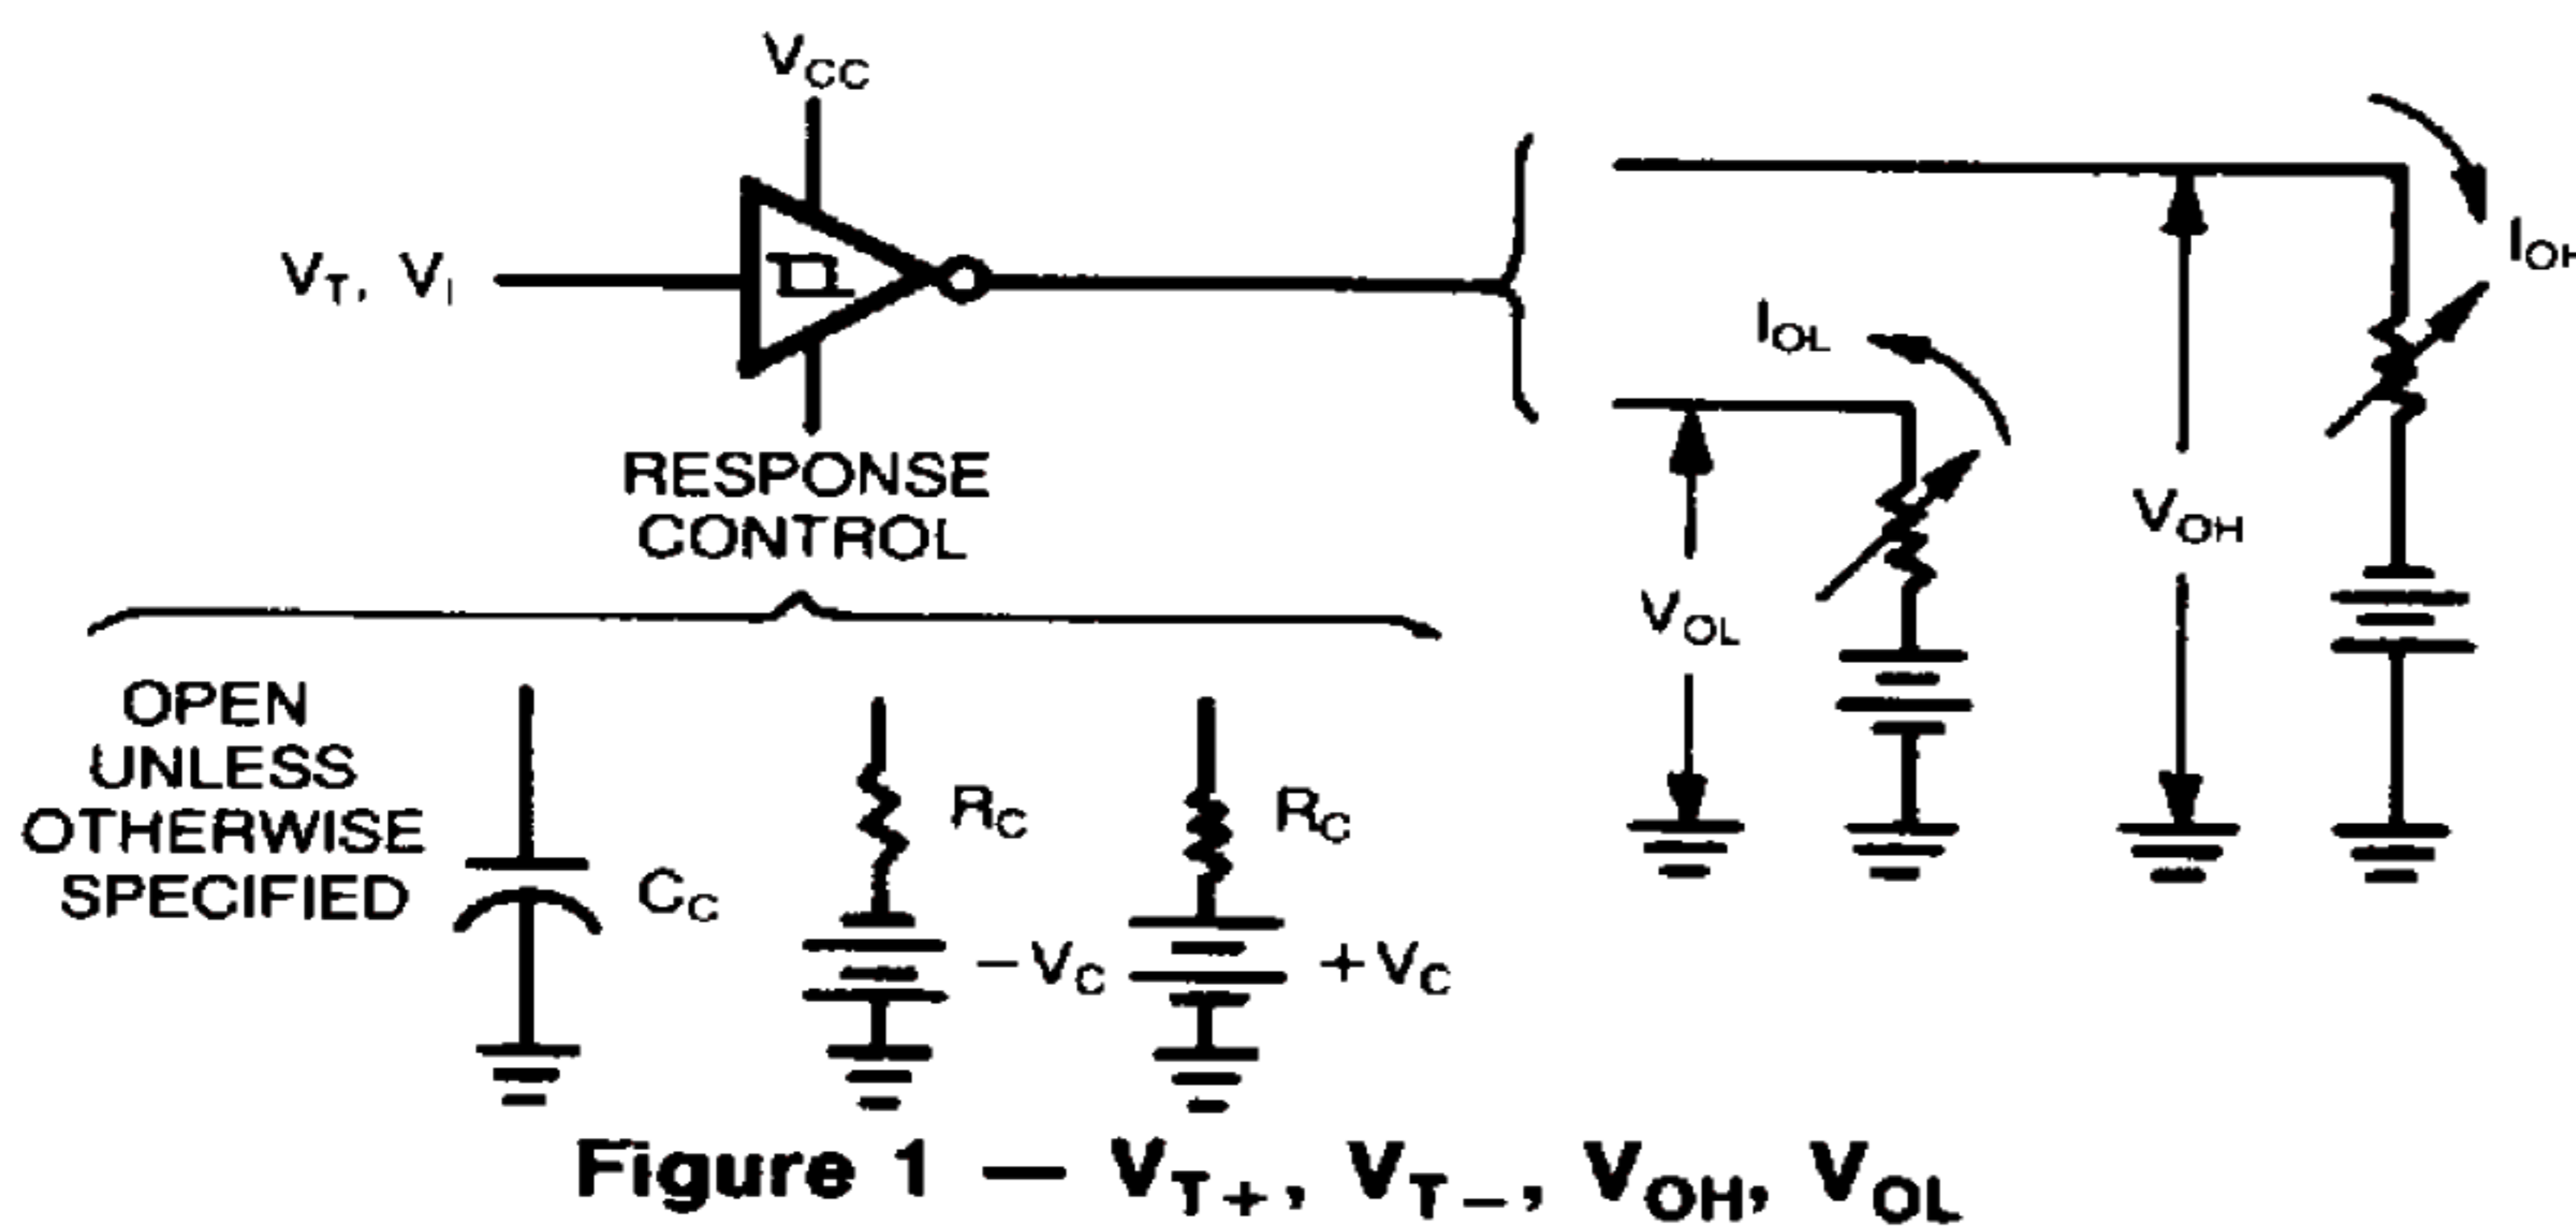 VCC
VT, VI
RESPONSE
CONTROL
IOL
IOH
VOL
VOH
OPEN
UNLESS
OTHERWISE
SPECIFIED
CC
RC
−VC
RC
+VC
Figure 1 — VT+, VT−, VOH, VOL